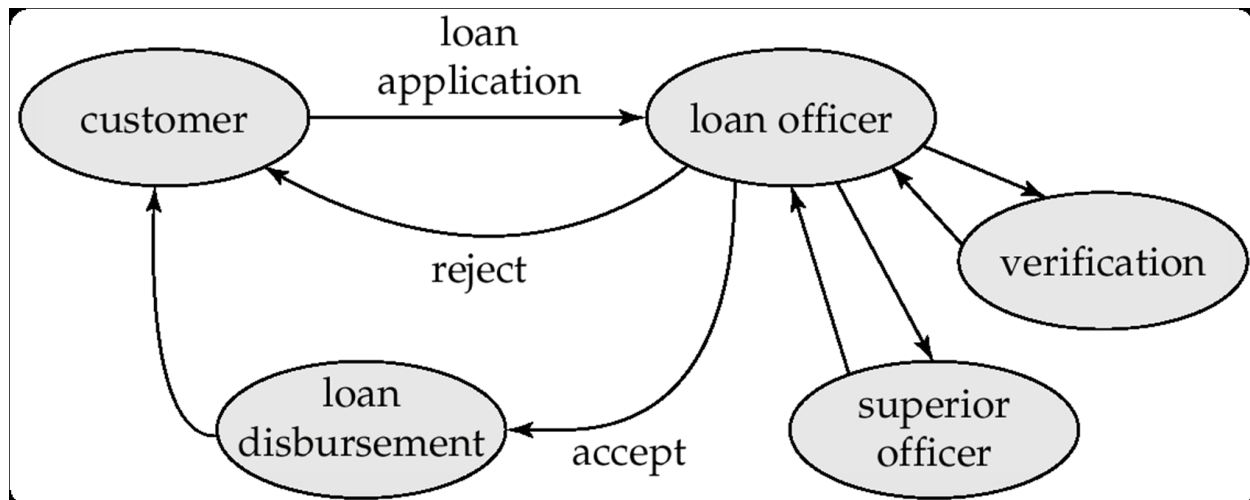 loan
application
customer
loan officer
verification
reject
loan
disbursement
accept
superior
officer